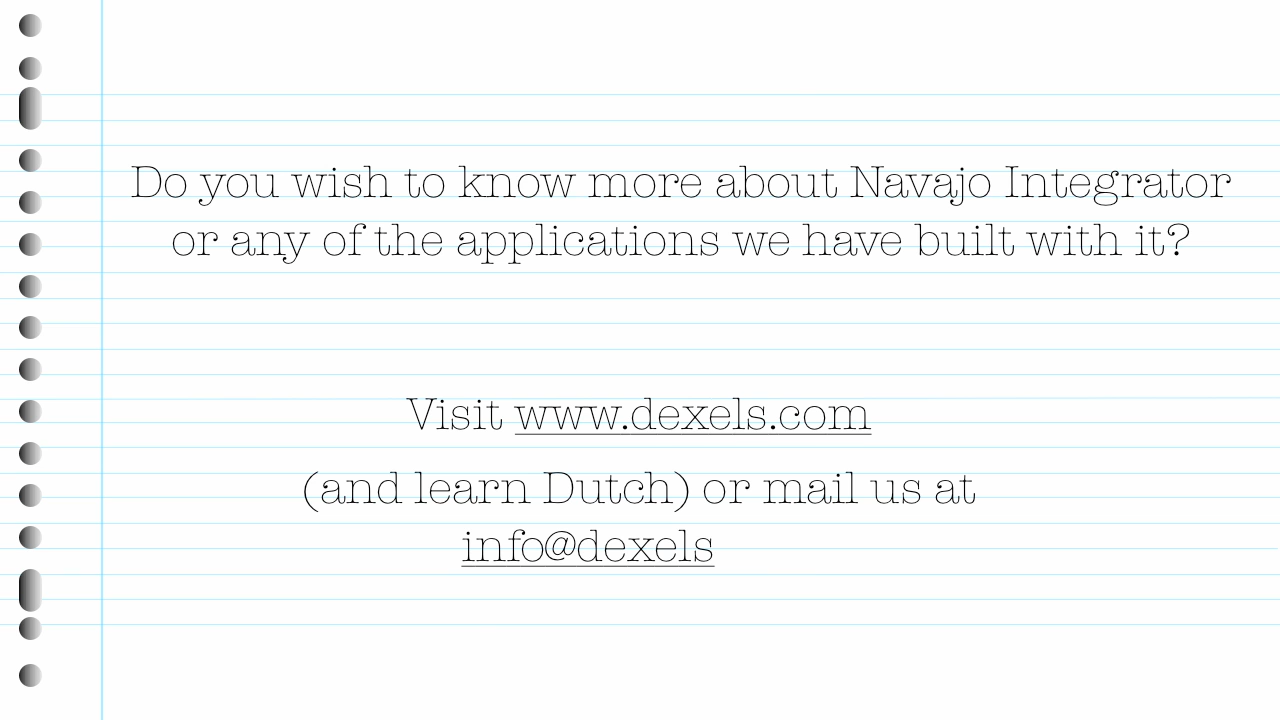 Do you wish to know more about Navajo Integrator
or any of the applications we have built with it?
Visit www.dexels.com
(and learn Dutch) or mail us at
info@dexels